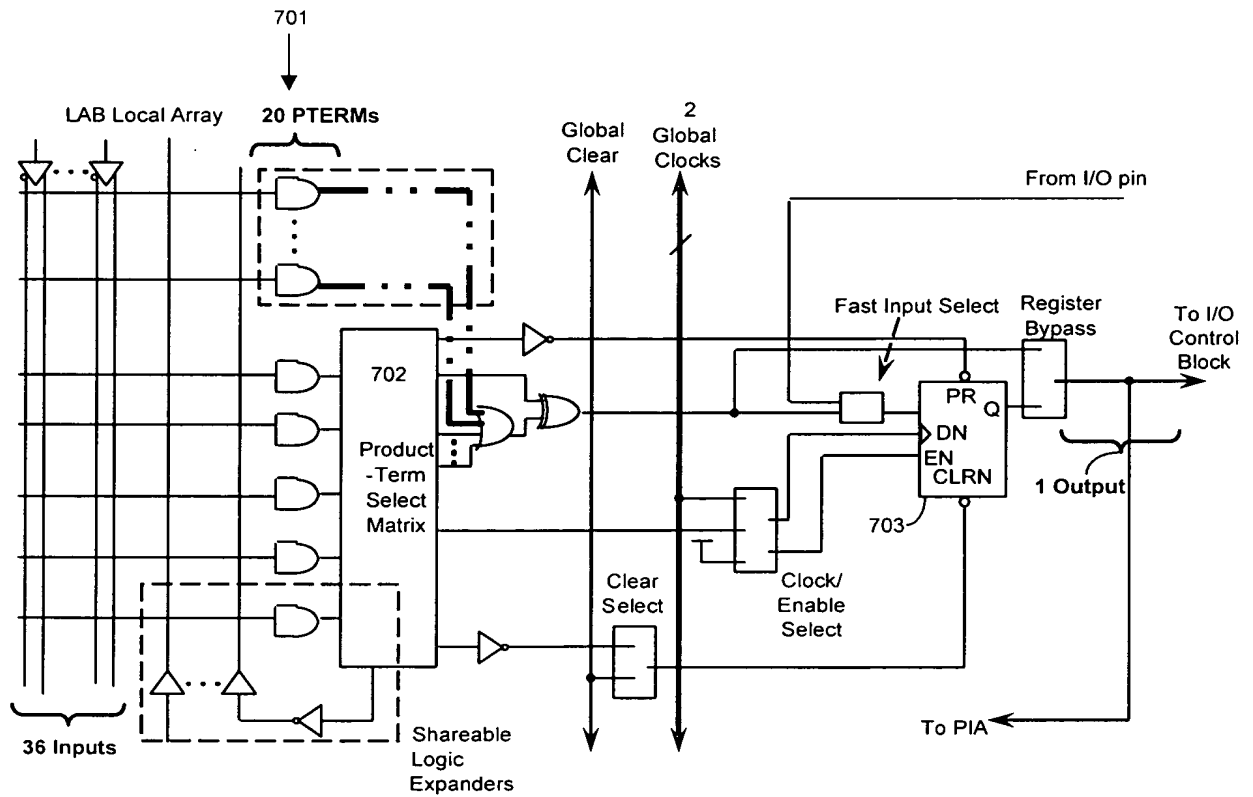 701
LAB Local Array
20 PTERMs
Global
Clear
2
Global
Clocks
From I/O pin
Fast Input Select
Register
Bypass
To I/O
Control
Block
702
Product
-Term
Select
Matrix
PR
Q
DN
EN
CLRN
703
1 Output
Clear
Select
Clock/
Enable
Select
To PIA
36 Inputs
Shareable
Logic
Expanders